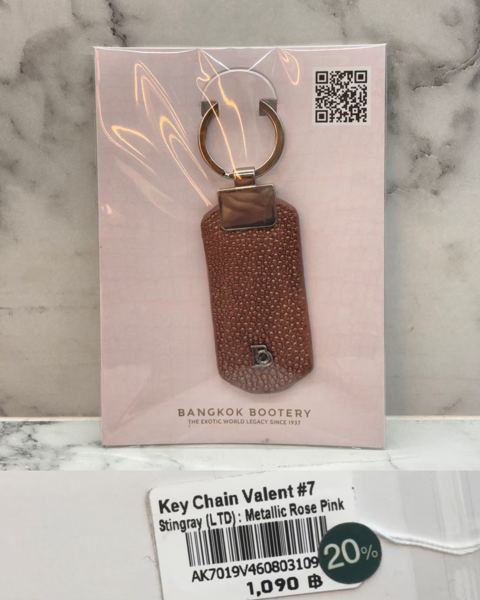 B
BANGKOK BOOTERY
THE EXOTIC WORLD LEGACY SINCE 1937
Key Chain Valent #7
Stingray (LTD) : Metallic Rose Pink
AK7019V460803109
20%
1,090 ฿